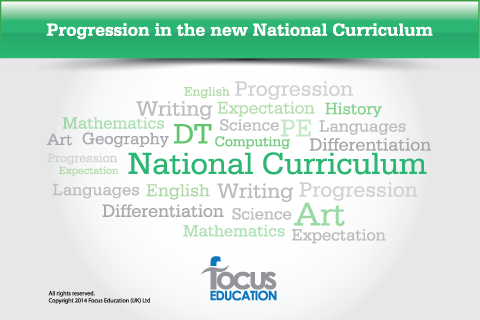 Progression in the new National Curriculum
English Progression
Writing Expectation History
Mathematics Science PE Languages
Art Geography DT Computing Differentiation
Progression National Curriculum
Expectation
Languages English Writing Progression
Differentiation Science Art
Mathematics Expectation
focus
EDUCATION
All rights reserved.
Copyright 2014 Focus Education (UK) Ltd